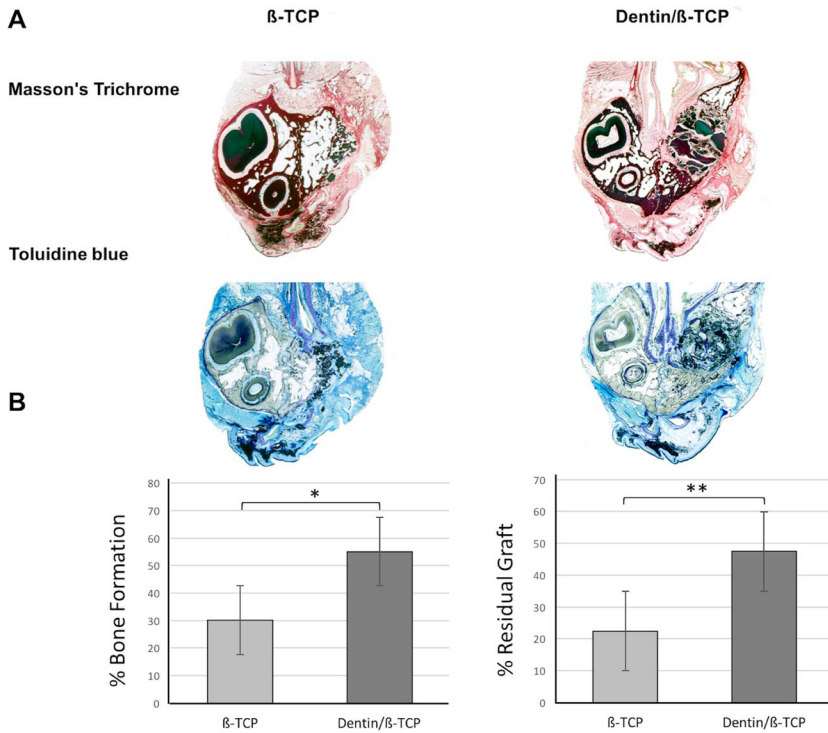 A
ß-TCP
Dentin/ß-TCP
Masson's Trichrome
Toluidine blue
B
% Bone Formation
80
70
60
50
40
30
20
10
0
*
ß-TCP
Dentin/ß-TCP
% Residual Graft
70
60
50
40
30
20
10
0
**
ß-TCP
Dentin/ß-TCP